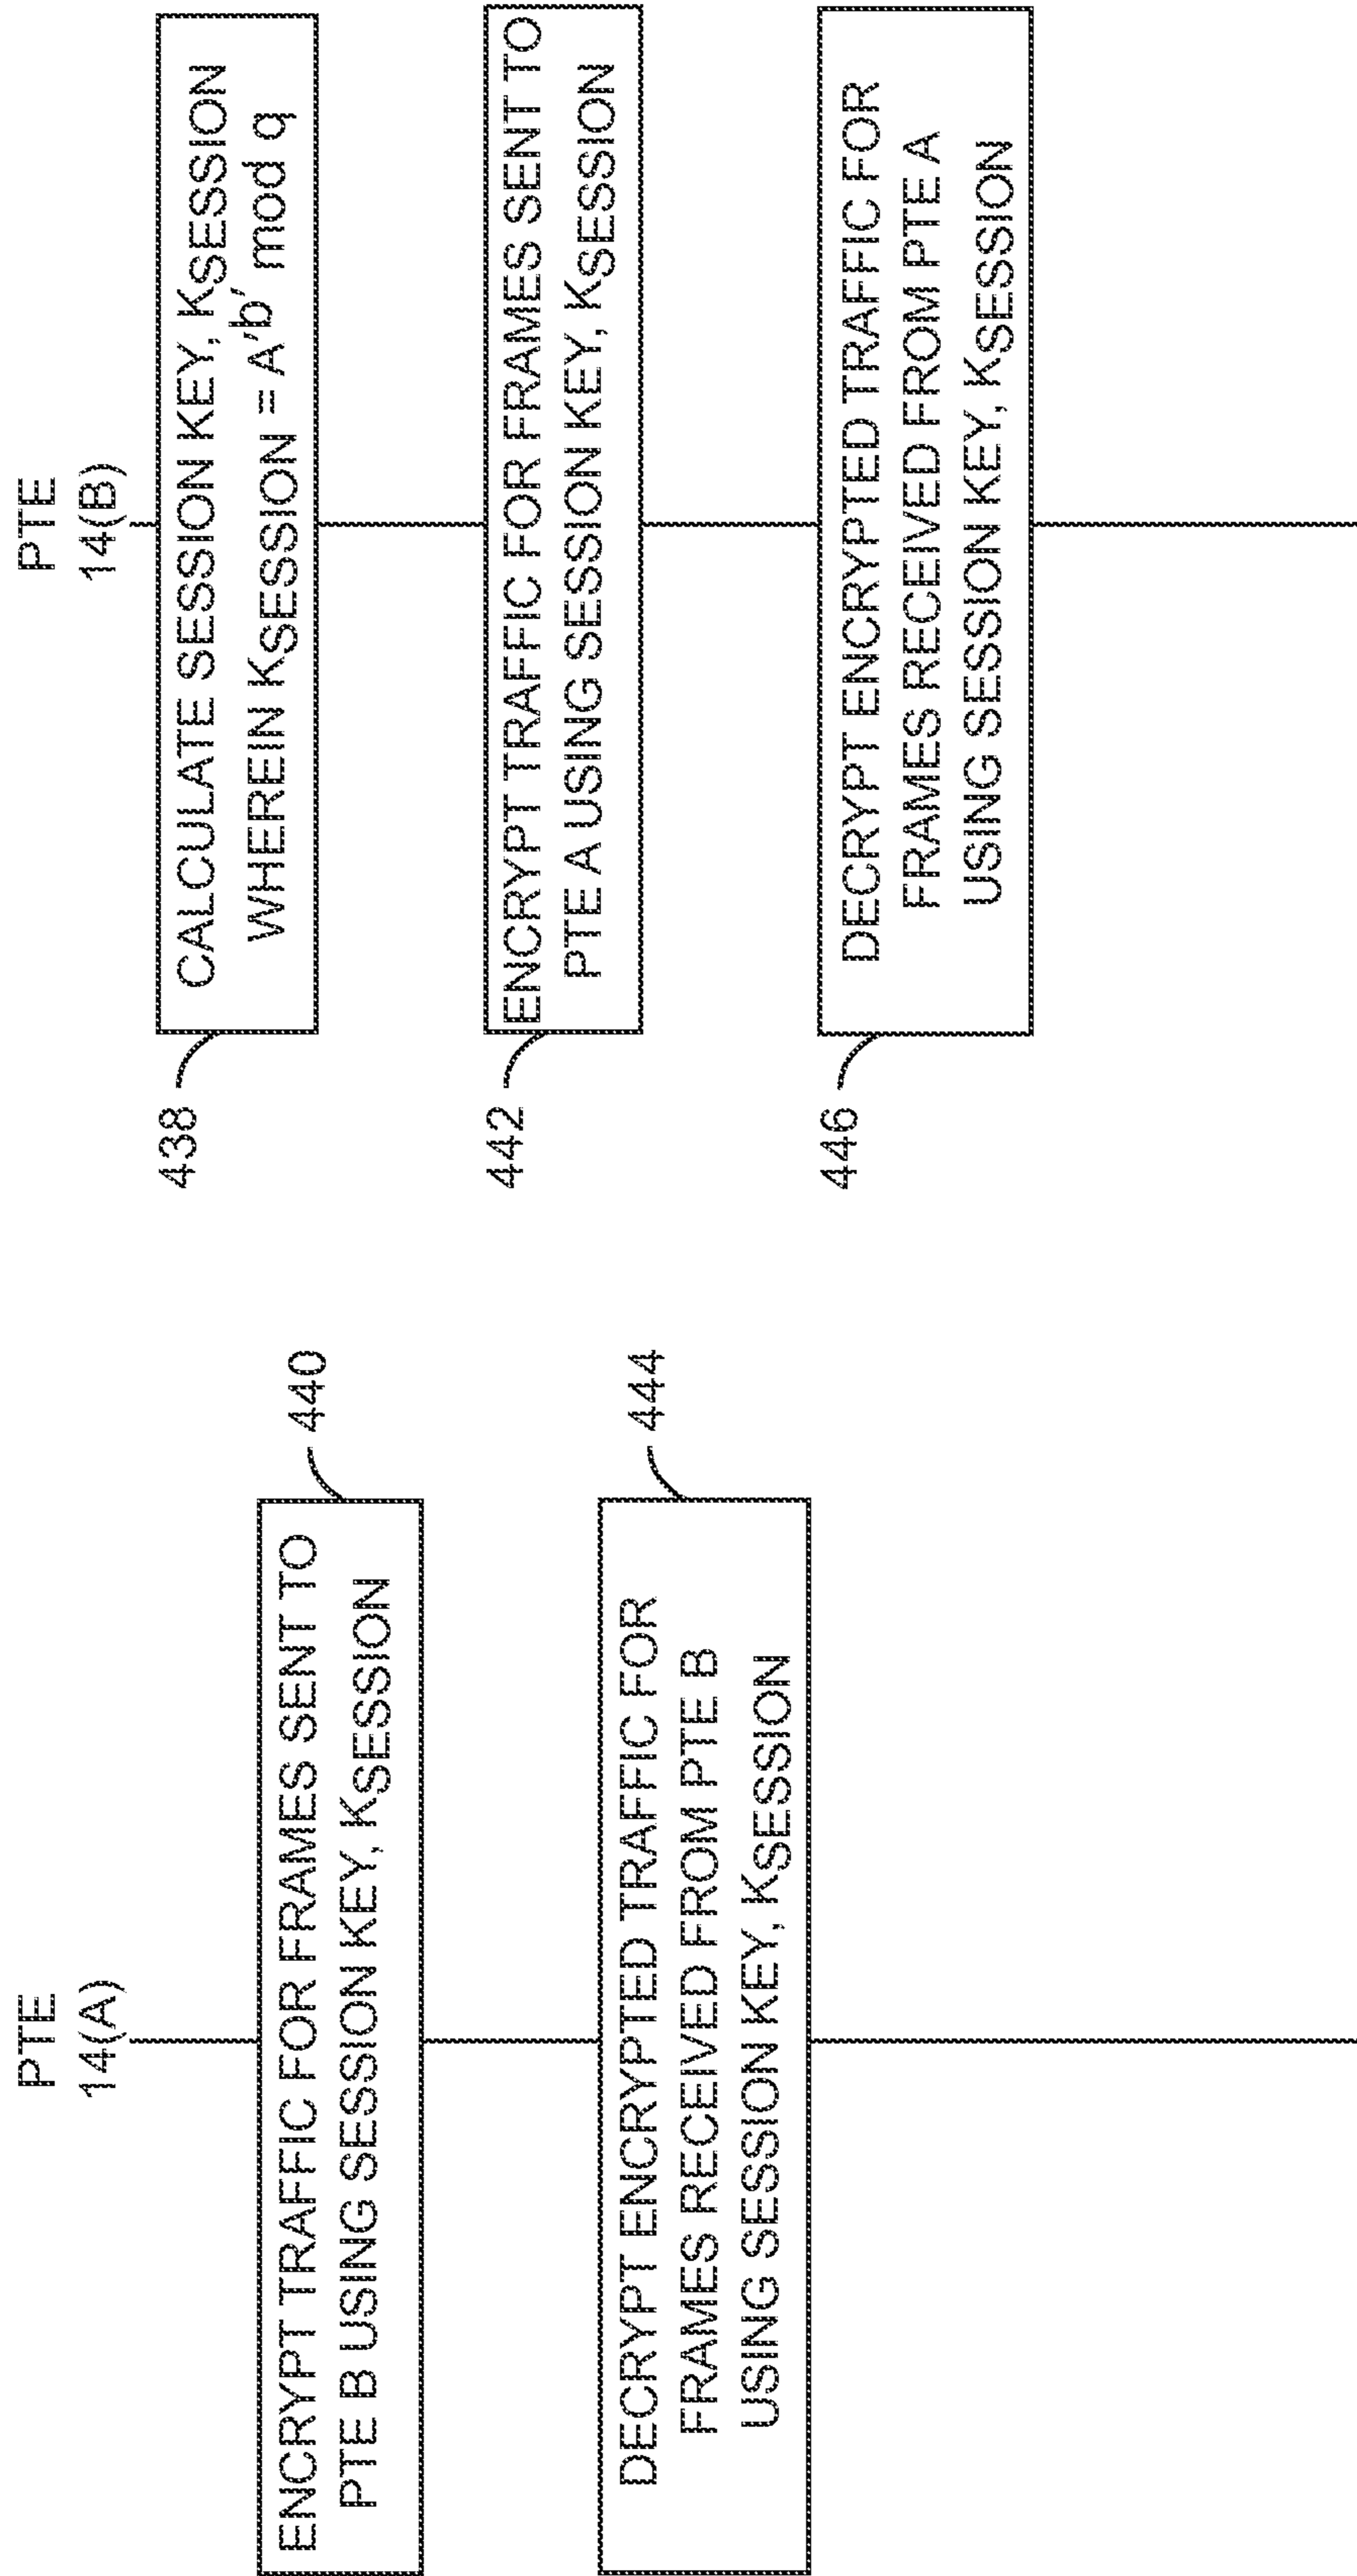 PTE
14(A)
PTE
14(B)
438
CALCULATE SESSION KEY, KSESSION
WHEREIN KSESSION = A'b' mod q
440
ENCRYPT TRAFFIC FOR FRAMES SENT TO
PTE B USING SESSION KEY, KSESSION
442
ENCRYPT TRAFFIC FOR FRAMES SENT TO
PTE A USING SESSION KEY, KSESSION
444
DECRYPT ENCRYPTED TRAFFIC FOR
FRAMES RECEIVED FROM PTE B
USING SESSION KEY, KSESSION
446
DECRYPT ENCRYPTED TRAFFIC FOR
FRAMES RECEIVED FROM PTE A
USING SESSION KEY, KSESSION